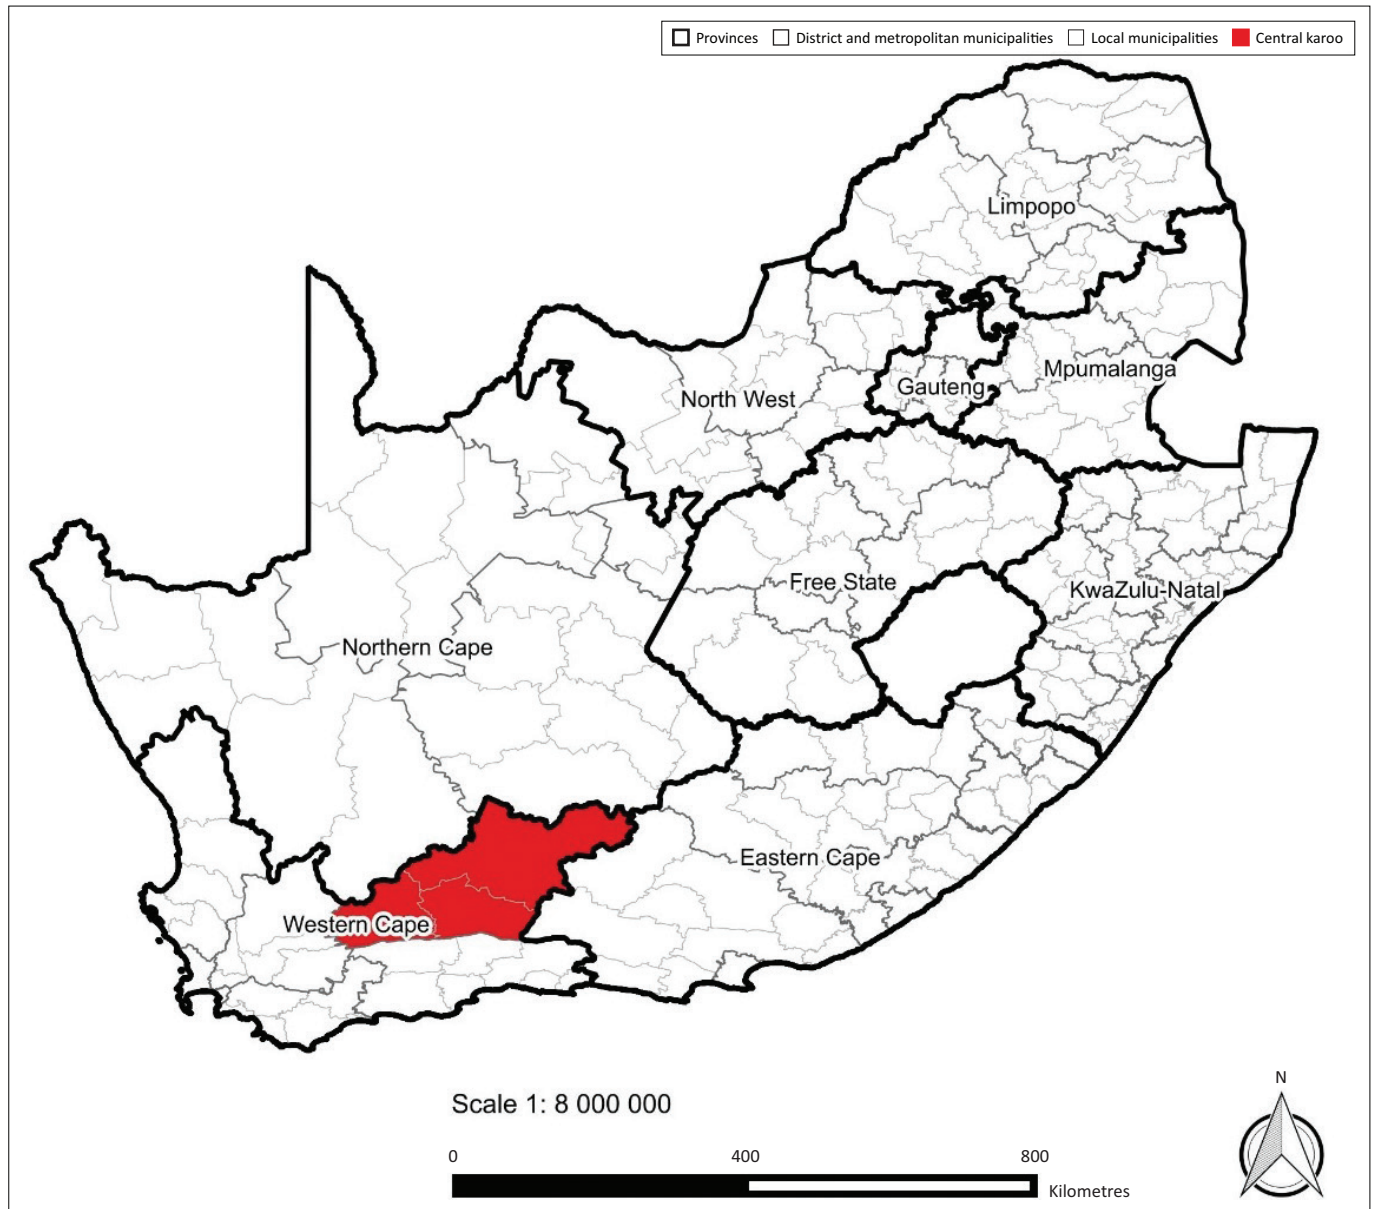 Provinces District and metropolitan municipalities Local municipalities Central karoo
Limpopo
Mpumalanga
Gauteng
North West
Free State
KwaZulu-Natal
Northern Cape
Eastern Cape
Western Cape
N
Scale 1: 8 000 000
0 400 800
Kilometres